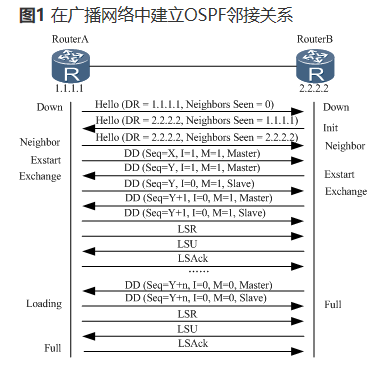 图1 在广播网络中建立OSPF邻接关系
RouterA RouterB
R R
1.1.1.1 2.2.2.2
Down Hello (DR = 1.1.1.1, Neighbors Seen = 0) Down
Hello (DR = 2.2.2.2, Neighbors Seen = 1.1.1.1) Init
Neighbor Hello (DR = 2.2.2.2, Neighbors Seen = 2.2.2.2) Neighbor
Exstart DD (Seq=X, I=1, M=1, Master)
Exchange DD (Seq=Y, I=1, M=1, Master) Exstart
DD (Seq=Y, I=0, M=1, Slave) Exchange
DD (Seq=Y+1, I=0, M=1, Master)
DD (Seq=Y+1, I=0, M=1, Slave)
LSR
LSU
LSAck
······
DD (Seq=Y+n, I=0, M=0, Master)
Loading DD (Seq=Y+n, I=0, M=0, Slave) Full
LSR
LSU
Full LSAck